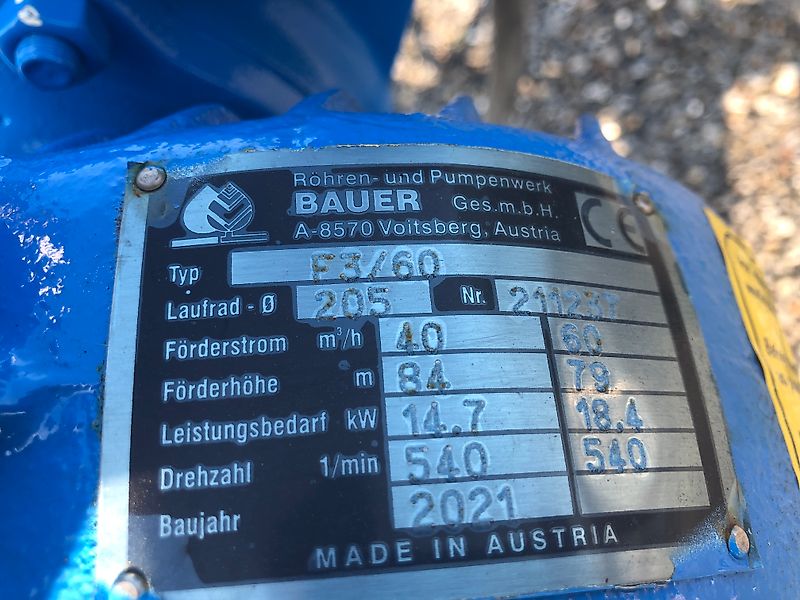 Röhren- und Pumpenwerk
BAUER Ges.m.b.H.
A-8570 Voitsberg, Austria
CE
Typ F3/60
Laufrad - Ø 205 Nr.
Förderstrom m³/h 40 60
Förderhöhe m 84 79
Leistungsbedarf kW 14.7 18.4
Drehzahl 1/min 540 540
Baujahr 2021
MADE IN AUSTRIA